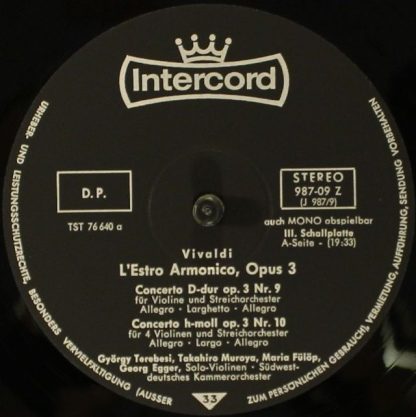 Intercord
D.P.
TST 76 640 a
STEREO
987-09 Z
(J 987/9)
auch MONO abspielbar
III. Schallplatte
A-Seite - (19:33)
Vivaldi
L'Estro Armonico, Opus 3
Concerto D-dur op. 3 Nr. 9
für Violine und Streichorchester
Allegro - Larghetto - Allegro
Concerto h-moll op. 3 Nr. 10
für 4 Violinen und Streichorchester
Allegro - Largo - Allegro
György Terebesi, Takahiro Muroya, Maria Fülöp,
Georg Egger, Solo-Violinen - Südwest-
deutsches Kammerorchester
33
URHEBER- UND LEISTUNGSSCHUTZRECHTE, BESONDERS VERVIELFÄLTIGUNG (AUSSER
ZUM PERSÖNLICHEN GEBRAUCH), VERMIETUNG, AUFFÜHRUNG, SENDUNG VORBEHALTEN